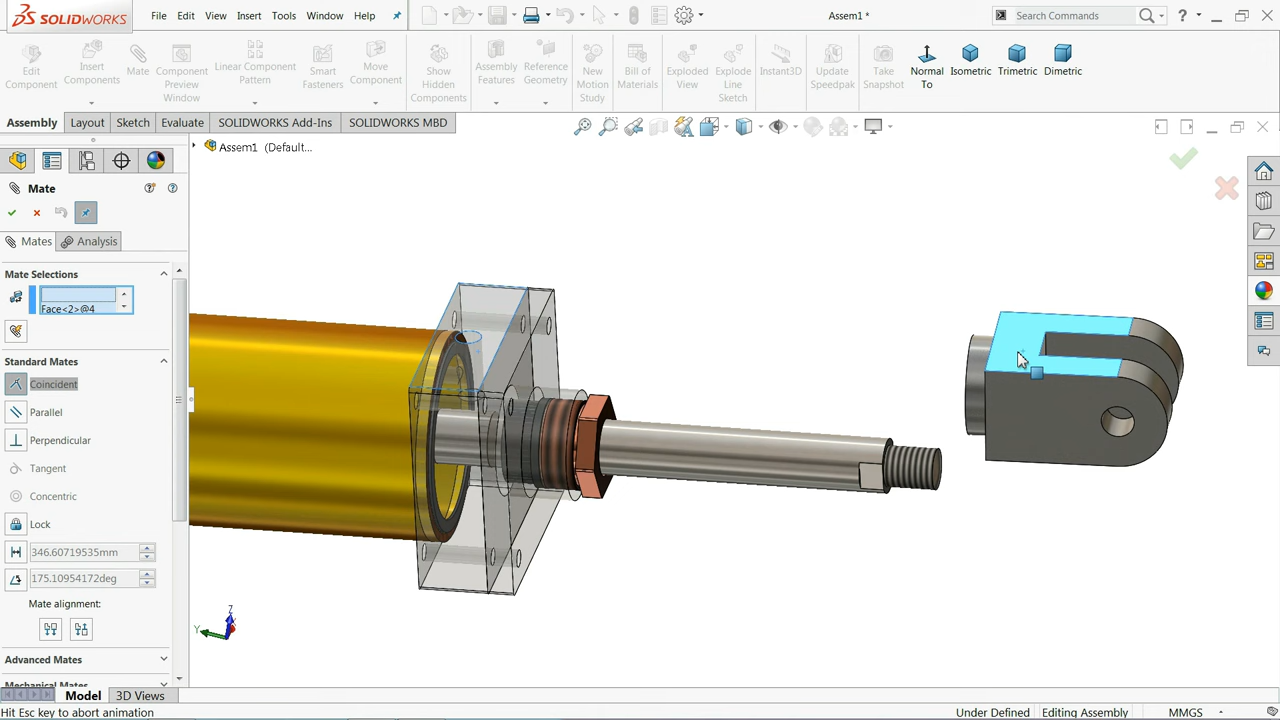 SOLIDWORKS
File Edit View Insert Tools Window Help
Assem1 *
Search Commands
?
Edit Component
Insert Components
Mate
Component Preview Window
Linear Component Pattern
Smart Fasteners
Move Component
Show Hidden Components
Assembly Features
Reference Geometry
New Motion Study
Bill of Materials
Exploded View
Explode Line Sketch
Instant3D
Update Speedpak
Take Snapshot
Normal To
Isometric
Trimetric
Dimetric
Assembly Layout Sketch Evaluate SOLIDWORKS Add-Ins SOLIDWORKS MBD
Assem1 (Default...
Mate
Mates Analysis
Mate Selections
Face<2>@4
Standard Mates
Coincident
Parallel
Perpendicular
Tangent
Concentric
Lock
346.60719535mm
175.10954172deg
Mate alignment:
Advanced Mates
Mechanical Mates
Z
Y
Model 3D Views
Hit Esc key to abort animation
Under Defined Editing Assembly MMGS